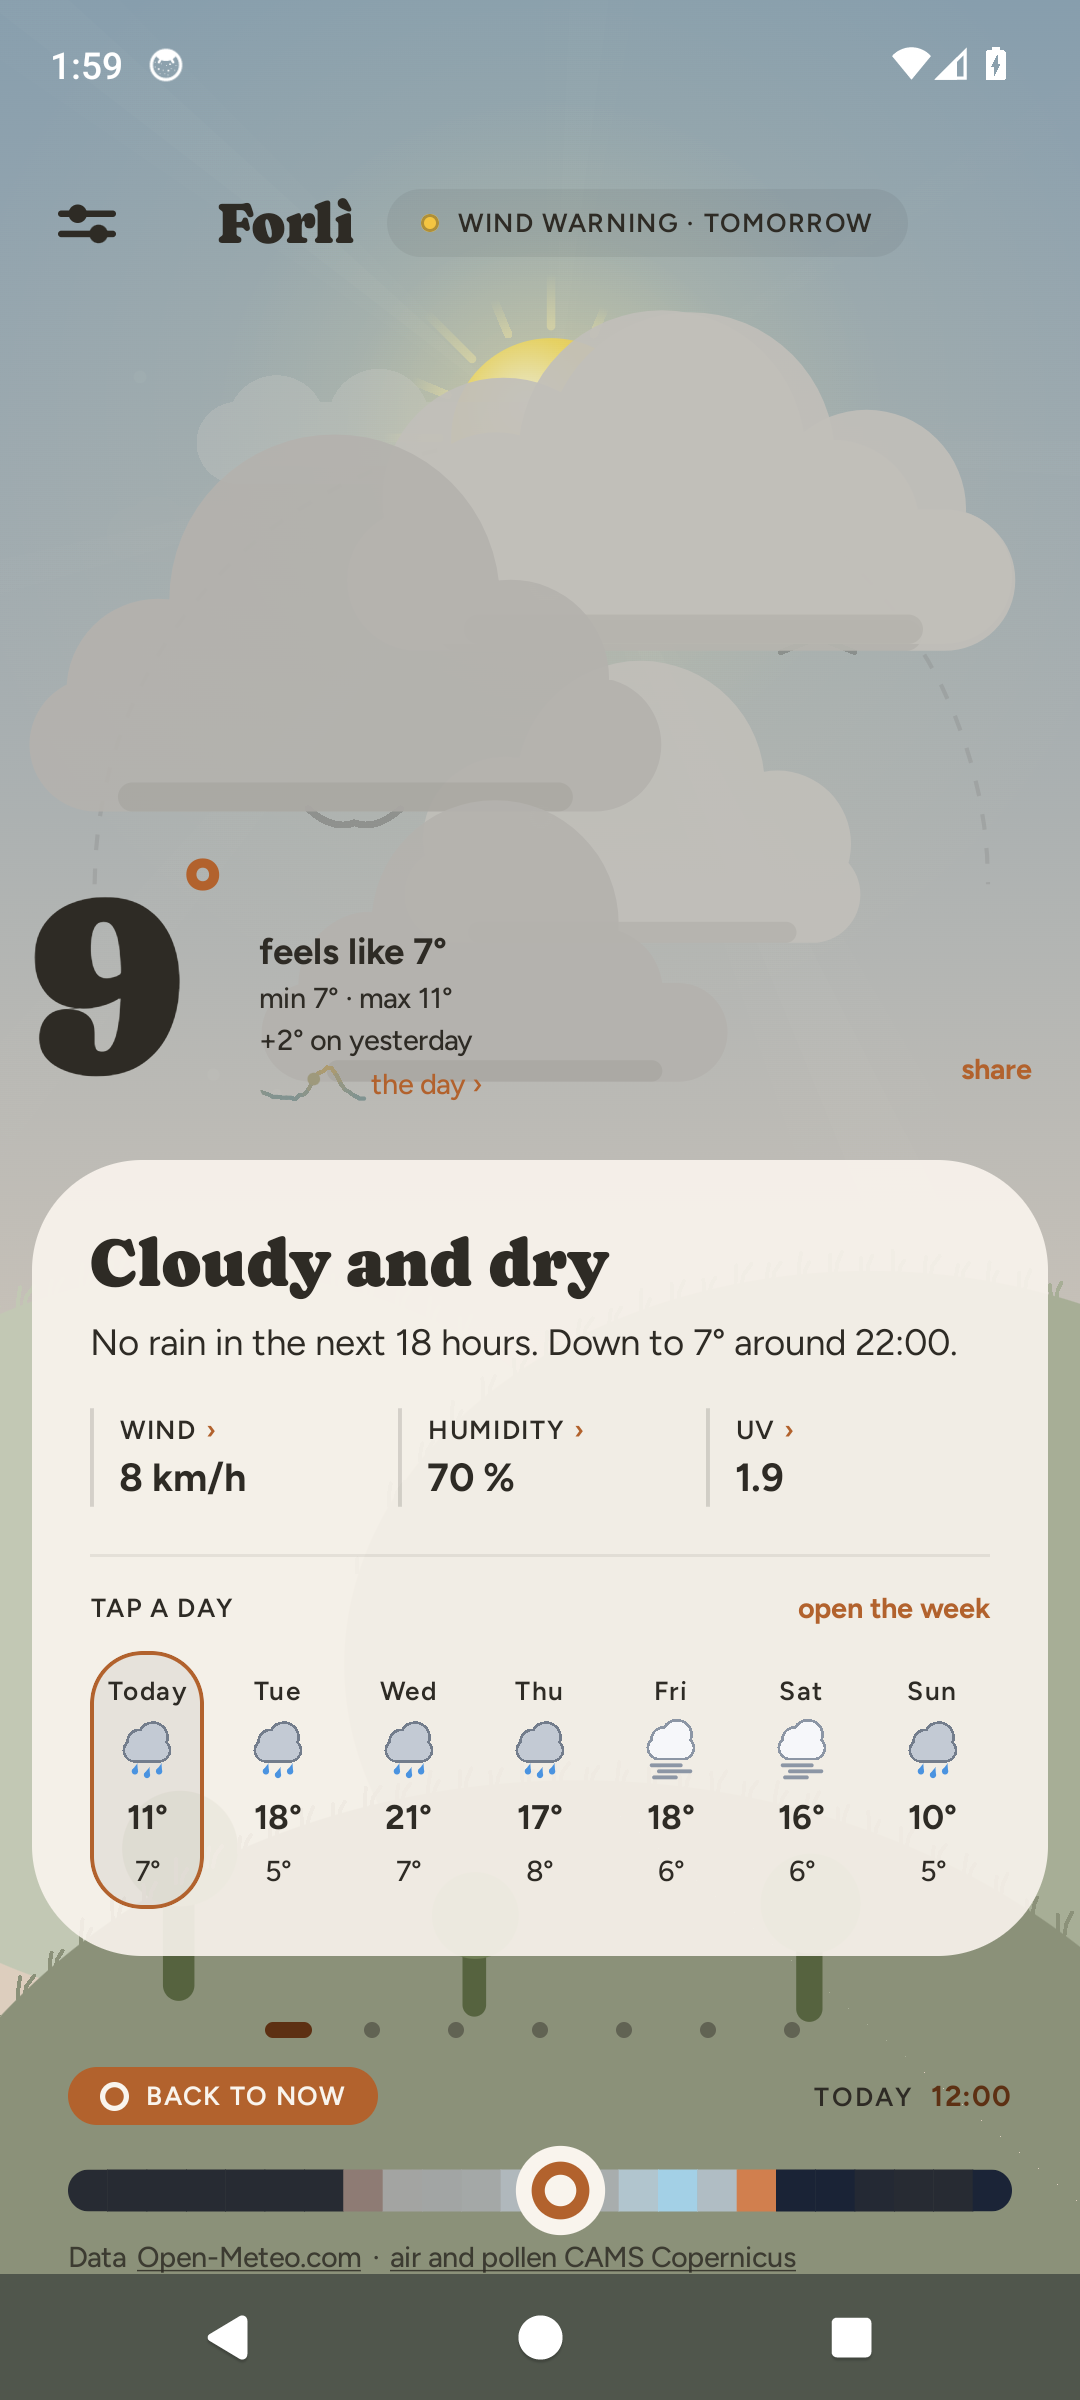 1:59
Forlì
WIND WARNING · TOMORROW
9°
feels like 7°
min 7° · max 11°
+2° on yesterday
the day ›
share
Cloudy and dry
No rain in the next 18 hours. Down to 7° around 22:00.
WIND › HUMIDITY › UV ›
8 km/h 70 % 1.9
TAP A DAY open the week
Today Tue Wed Thu Fri Sat Sun
11° 18° 21° 17° 18° 16° 10°
7° 5° 7° 8° 6° 6° 5°
BACK TO NOW TODAY 12:00
Data Open-Meteo.com · air and pollen CAMS Copernicus